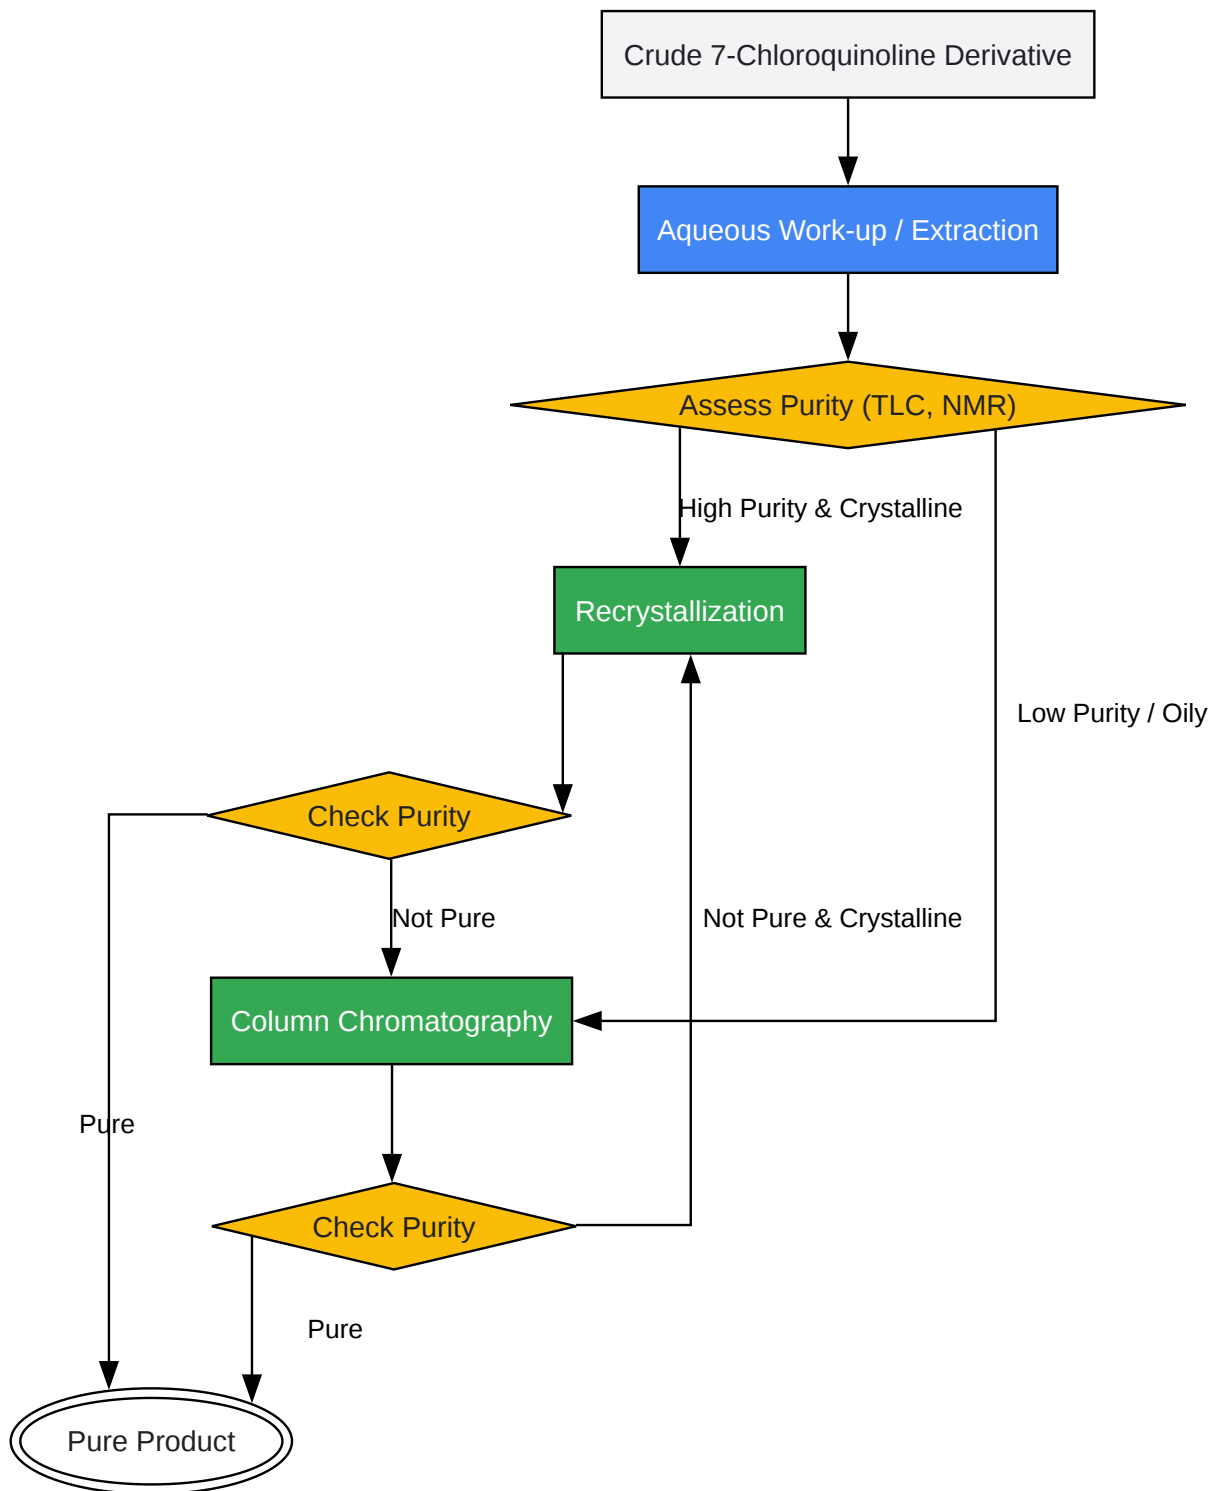 Crude 7-Chloroquinoline Derivative
Aqueous Work-up / Extraction
Assess Purity (TLC, NMR)
High Purity & Crystalline
Recrystallization
Low Purity / Oily
Check Purity
Not Pure
Not Pure & Crystalline
Column Chromatography
Pure
Check Purity
Pure
Pure Product